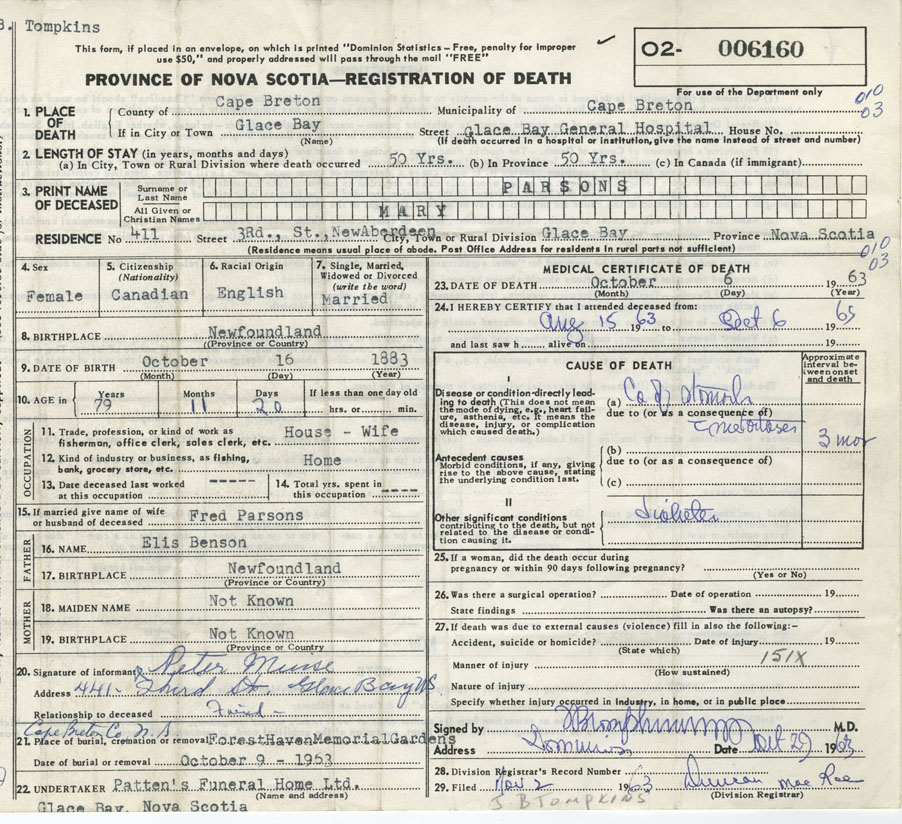 B. Tompkins
This form, if placed in an envelope, on which is printed "Dominion Statistics – Free, penalty for improper
use $50," and properly addressed will pass through the mail "FREE"
02- 006160
For use of the Department only
PROVINCE OF NOVA SCOTIA—REGISTRATION OF DEATH
010
03
1. PLACE OF DEATH County of Cape Breton Municipality of Cape Breton
If in City or Town Glace Bay Street Glace Bay General Hospital House No.
(Name) (If death occurred in a hospital or institution, give the name instead of street and number)
2. LENGTH OF STAY (in years, months and days)
(a) In City, Town or Rural Division where death occurred 50 Yrs. (b) In Province 50 Yrs. (c) In Canada (if immigrant)
3. PRINT NAME OF DECEASED Surname or Last Name PARSONS
All Given or Christian Names MARY
RESIDENCE No 411 Street 3Rd., St., NewAberdeen City, Town or Rural Division Glace Bay Province Nova Scotia
(Residence means usual place of abode. Post Office Address for residents in rural parts not sufficient)
010
03
4. Sex Female
5. Citizenship (Nationality) Canadian
6. Racial Origin English
7. Single, Married, Widowed or Divorced (write the word) Married
8. BIRTHPLACE Newfoundland
(Province or Country)
9. DATE OF BIRTH October 16 1883
(Month) (Day) (Year)
10. AGE in Years 79 Months 11 Days 20 If less than one day old hrs. or min.
OCCUPATION
11. Trade, profession, or kind of work as fisherman, office clerk, sales clerk, etc. House - Wife
12. Kind of industry or business, as fishing, bank, grocery store, etc. Home
13. Date deceased last worked at this occupation -----
14. Total yrs. spent in this occupation ----
15. If married give name of wife or husband of deceased Fred Parsons
FATHER
16. NAME Elis Benson
17. BIRTHPLACE Newfoundland
(Province or Country)
MOTHER
18. MAIDEN NAME Not Known
19. BIRTHPLACE Not Known
(Province or Country)
20. Signature of informant Peter
Address 441- Third St. Glace Bay NS
Relationship to deceased
Cape Breton Co. N.S
21. Place of burial, cremation or removal ForestHavenMemorialGardens
Date of burial or removal October 9 - 1963
22. UNDERTAKER Patten's Funeral Home Ltd.
(Name and address)
Glace Bay, Nova Scotia
MEDICAL CERTIFICATE OF DEATH
23. DATE OF DEATH October 6 1963
(Month) (Day) (Year)
24. I HEREBY CERTIFY that I attended deceased from:
Aug 15 1963 to 6 19
and last saw h alive on 19
CAUSE OF DEATH
Approximate interval between onset and death
I
Disease or condition directly leading to death (This does not mean the mode of dying, e.g., heart failure, asthenia, etc. It means the disease, injury, or complication which caused death.)
(a) Ca of stomach
due to (or as a consequence of)
metastases
3 mos
Antecedent causes
Morbid conditions, if any, giving rise to the above cause, stating the underlying condition last.
(b)
due to (or as a consequence of)
(c)
II
Other significant conditions contributing to the death, but not related to the disease or condition causing it.
Diabetes
25. If a woman, did the death occur during pregnancy or within 90 days following pregnancy?
(Yes or No)
26. Was there a surgical operation? Date of operation 19
State findings Was there an autopsy?
27. If death was due to external causes (violence) fill in also the following:-
Accident, suicide or homicide? Date of injury 19
(State which)
151X
Manner of injury
(How sustained)
Nature of injury
Specify whether injury occurred in industry, in home, or in public place
Signed by M.D.
Address Dominion Date Oct 29 1963
28. Division Registrar's Record Number
29. Filed Nov 2 1963 Duncan MacRae
(Division Registrar)
J B TOMPKINS